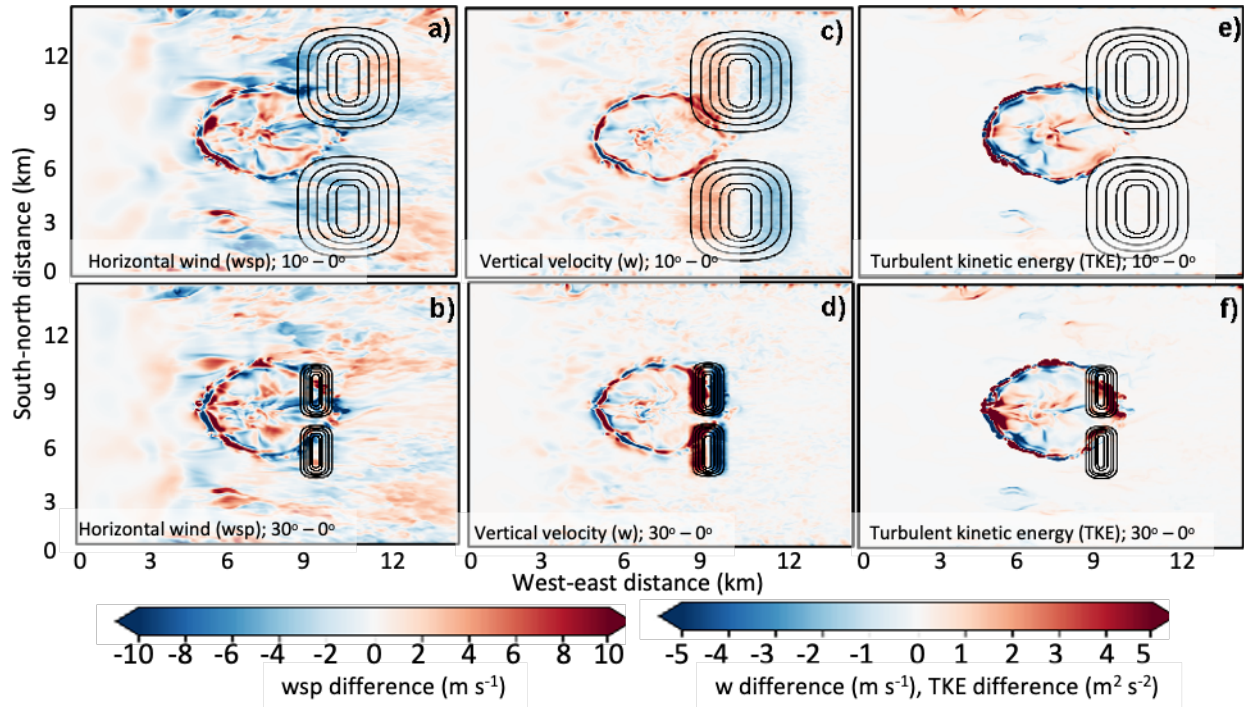 a)
c)
e)
12
9
6
3
0
Horizontal wind (wsp); 10° – 0°
Vertical velocity (w); 10° – 0°
Turbulent kinetic energy (TKE); 10° – 0°
South-north distance (km)
b)
d)
f)
12
9
6
3
0
Horizontal wind (wsp); 30° – 0°
Vertical velocity (w); 30° – 0°
Turbulent kinetic energy (TKE); 30° – 0°
0 3 6 9 12
0 3 6 9 12
0 3 6 9 12
West-east distance (km)
-10 -8 -6 -4 -2 0 2 4 6 8 10
wsp difference (m s⁻¹)
-5 -4 -3 -2 -1 0 1 2 3 4 5
w difference (m s⁻¹), TKE difference (m² s⁻²)